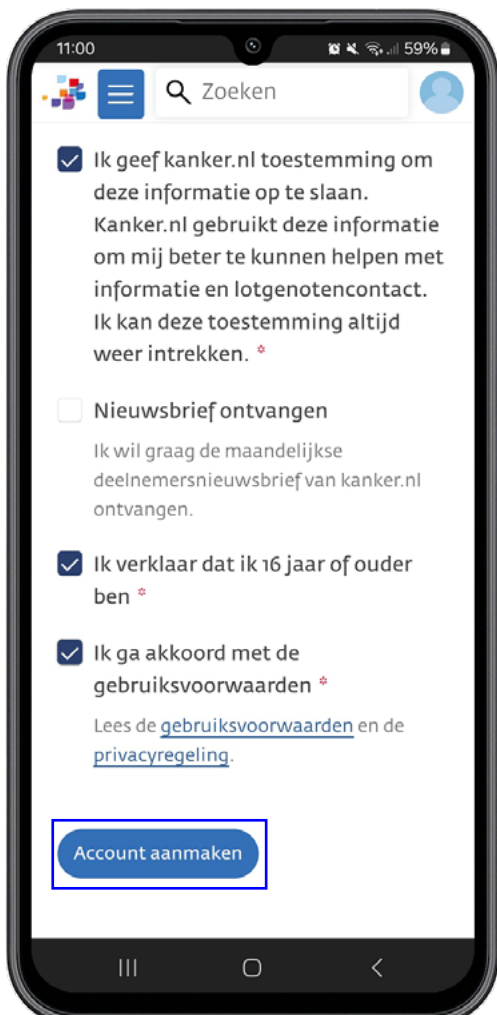 11:00
59%
Zoeken
Ik geef kanker.nl toestemming om
deze informatie op te slaan.
Kanker.nl gebruikt deze informatie
om mij beter te kunnen helpen met
informatie en lotgenotencontact.
Ik kan deze toestemming altijd
weer intrekken. *
Nieuwsbrief ontvangen
Ik wil graag de maandelijkse
deelnemersnieuwsbrief van kanker.nl
ontvangen.
Ik verklaar dat ik 16 jaar of ouder
ben *
Ik ga akkoord met de
gebruiksvoorwaarden *
Lees de gebruiksvoorwaarden en de
privacyregeling.
Account aanmaken